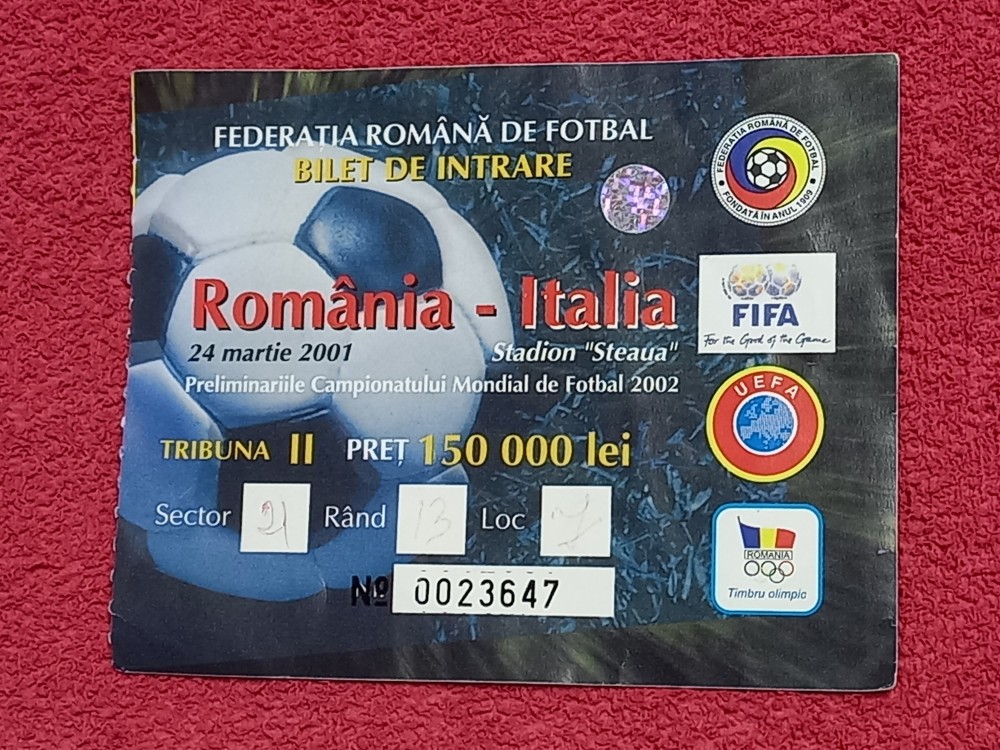 FEDERAȚIA ROMÂNĂ DE FOTBAL
BILET DE INTRARE
FEDERAȚIA ROMÂNĂ DE FOTBAL
FONDATĂ ÎN ANUL 1909
România - Italia
24 martie 2001 Stadion "Steaua"
Preliminariile Campionatului Mondial de Fotbal 2002
FIFA
For the Good of the Game
UEFA
TRIBUNA II PREȚ 150 000 lei
Sector 21 Rând 13 Loc 7
Nº 0023647
ROMANIA
Timbru olimpic